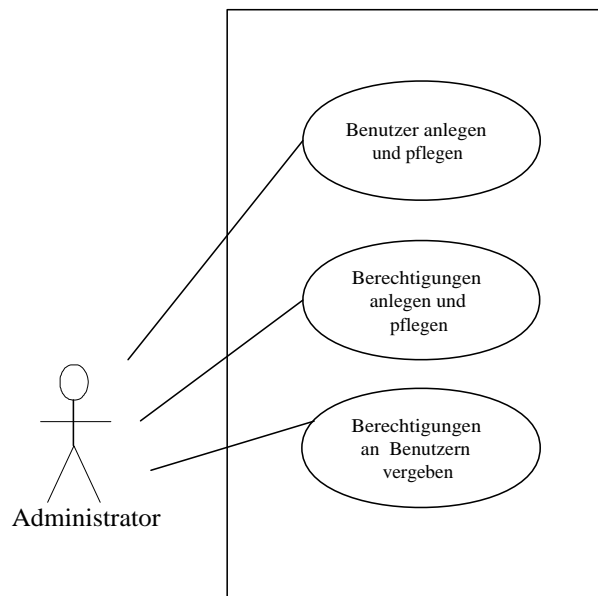 Benutzer anlegen
und pflegen
Berechtigungen
anlegen und
pflegen
Berechtigungen
an Benutzern
vergeben
Administrator